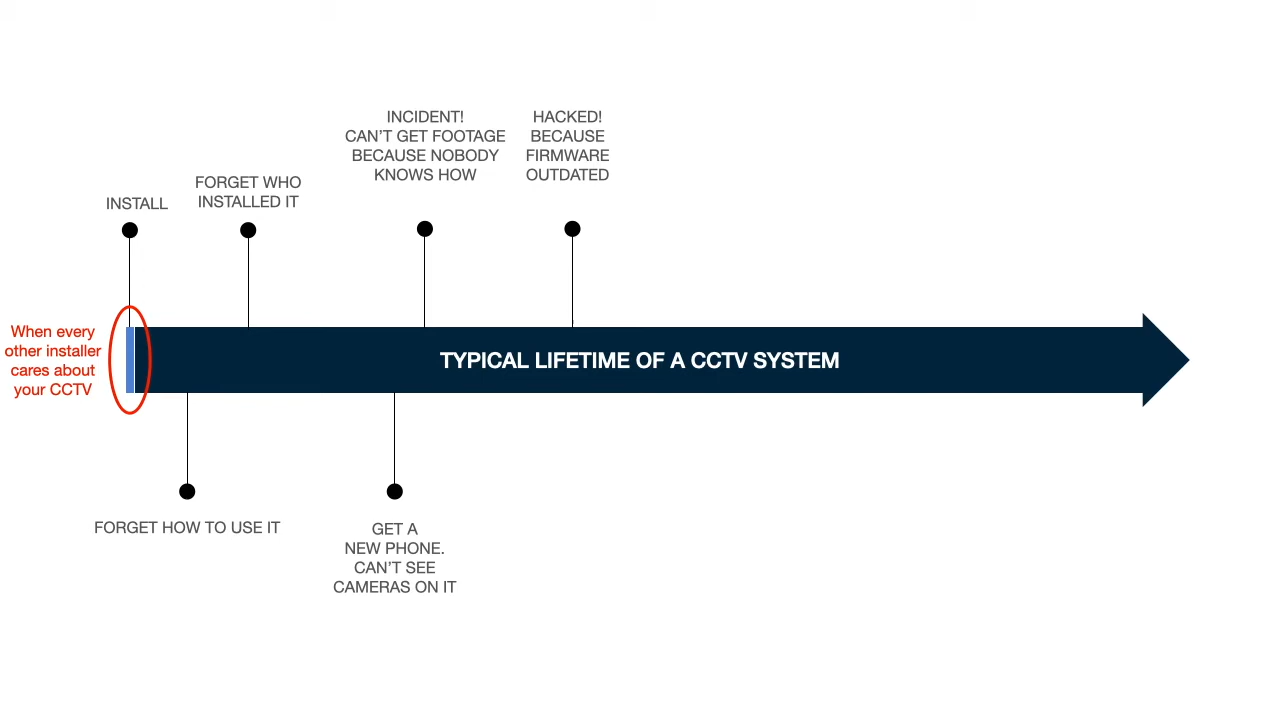 INSTALL
FORGET WHO
INSTALLED IT
INCIDENT!
CAN'T GET FOOTAGE
BECAUSE NOBODY
KNOWS HOW
HACKED!
BECAUSE
FIRMWARE
OUTDATED
When every
other installer
cares about
your CCTV
TYPICAL LIFETIME OF A CCTV SYSTEM
FORGET HOW TO USE IT
GET A
NEW PHONE.
CAN'T SEE
CAMERAS ON IT